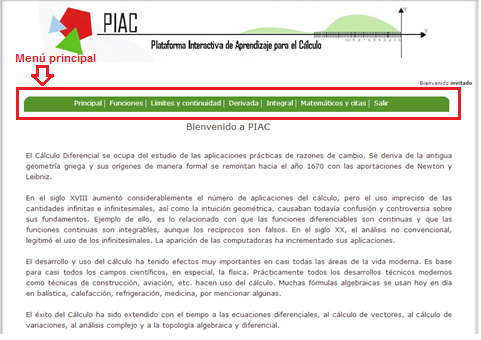 PIAC
Plataforma Interactiva de Aprendizaje para el Cálculo
Menú principal
Bienvenido invitado
Principal | Funciones | Límites y continuidad | Derivada | Integral | Matemáticos y citas | Salir
Bienvenido a PIAC
El Cálculo Diferencial se ocupa del estudio de las aplicaciones prácticas de razones de cambio. Se deriva de la antigua
geometría griega y sus orígenes de manera formal se remontan hacia el año 1670 con las aportaciones de Newton y
Leibniz.
En el siglo XVIII aumentó considerablemente el número de aplicaciones del cálculo, pero el uso impreciso de las
cantidades infinitas e infinitesimales, así como la intuición geométrica, causaban todavía confusión y controversia sobre
sus fundamentos. Ejemplo de ello, es lo relacionado con que las funciones diferenciables son continuas y que las
funciones continuas son integrables, aunque los recíprocos son falsos. En el siglo XX, el análisis no convencional,
legitimó el uso de los infinitesimales. La aparición de las computadoras ha incrementado sus aplicaciones.
El desarrollo y uso del cálculo ha tenido efectos muy importantes en casi todas las áreas de la vida moderna. Es base
para casi todos los campos científicos, en especial, la física. Prácticamente todos los desarrollos técnicos modernos
como técnicas de construcción, aviación, etc. hacen uso del cálculo. Muchas fórmulas algebraicas se usan hoy en día
en balística, calefacción, refrigeración, medicina, por mencionar algunas.
El éxito del Cálculo ha sido extendido con el tiempo a las ecuaciones diferenciales, al cálculo de vectores, al cálculo de
variaciones, al análisis complejo y a la topología algebraica y diferencial.